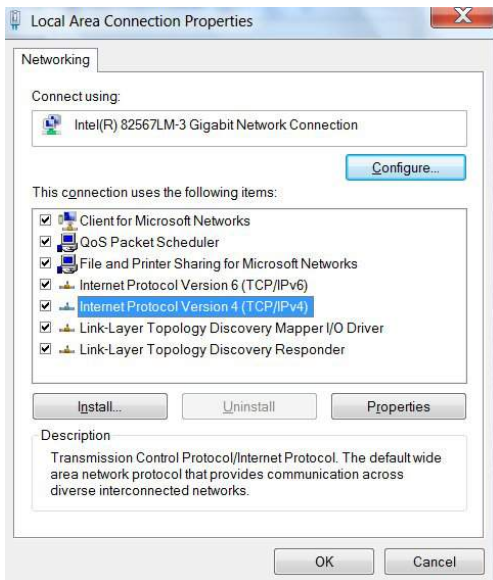 Local Area Connection Properties
Networking
Connect using:
Intel(R) 82567LM-3 Gigabit Network Connection
Configure...
This connection uses the following items:
Client for Microsoft Networks
QoS Packet Scheduler
File and Printer Sharing for Microsoft Networks
Internet Protocol Version 6 (TCP/IPv6)
Internet Protocol Version 4 (TCP/IPv4)
Link-Layer Topology Discovery Mapper I/O Driver
Link-Layer Topology Discovery Responder
Install... Uninstall Properties
Description
Transmission Control Protocol/Internet Protocol. The default wide
area network protocol that provides communication across
diverse interconnected networks.
OK Cancel